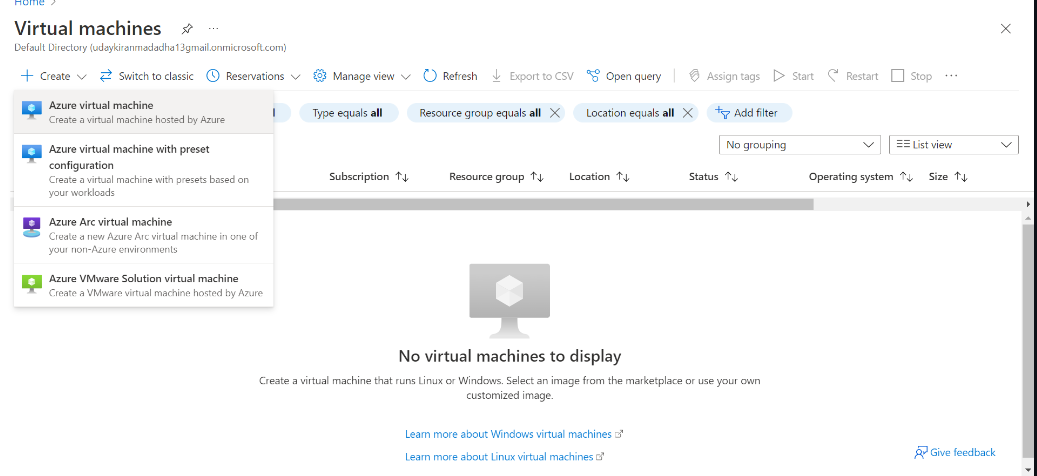 Home >
Virtual machines
Default Directory (udaykiranmadadha13gmail.onmicrosoft.com)
Create
Switch to classic
Reservations
Manage view
Refresh
Export to CSV
Open query
Assign tags
Start
Restart
Stop
Azure virtual machine
Create a virtual machine hosted by Azure
Type equals all
Resource group equals all
Location equals all
Add filter
Azure virtual machine with preset
configuration
Create a virtual machine with presets based on
your workloads
No grouping
List view
Subscription
Resource group
Location
Status
Operating system
Size
Azure Arc virtual machine
Create a new Azure Arc virtual machine in one of
your non-Azure environments
Azure VMware Solution virtual machine
Create a VMware virtual machine hosted by Azure
No virtual machines to display
Create a virtual machine that runs Linux or Windows. Select an image from the marketplace or use your own
customized image.
Learn more about Windows virtual machines
Learn more about Linux virtual machines
Give feedback